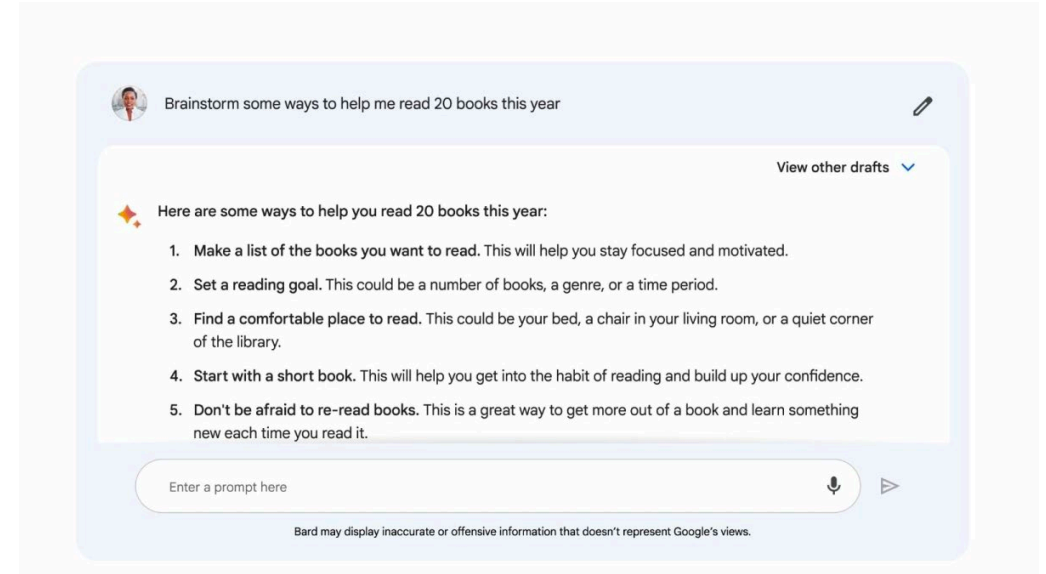 Brainstorm some ways to help me read 20 books this year
View other drafts
Here are some ways to help you read 20 books this year:
1. Make a list of the books you want to read. This will help you stay focused and motivated.
2. Set a reading goal. This could be a number of books, a genre, or a time period.
3. Find a comfortable place to read. This could be your bed, a chair in your living room, or a quiet corner
of the library.
4. Start with a short book. This will help you get into the habit of reading and build up your confidence.
5. Don't be afraid to re-read books. This is a great way to get more out of a book and learn something
new each time you read it.
Enter a prompt here
Bard may display inaccurate or offensive information that doesn't represent Google's views.